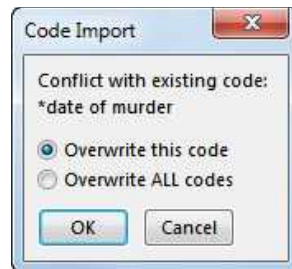 Code Import
Conflict with existing code:
*date of murder
Overwrite this code
Overwrite ALL codes
OK
Cancel